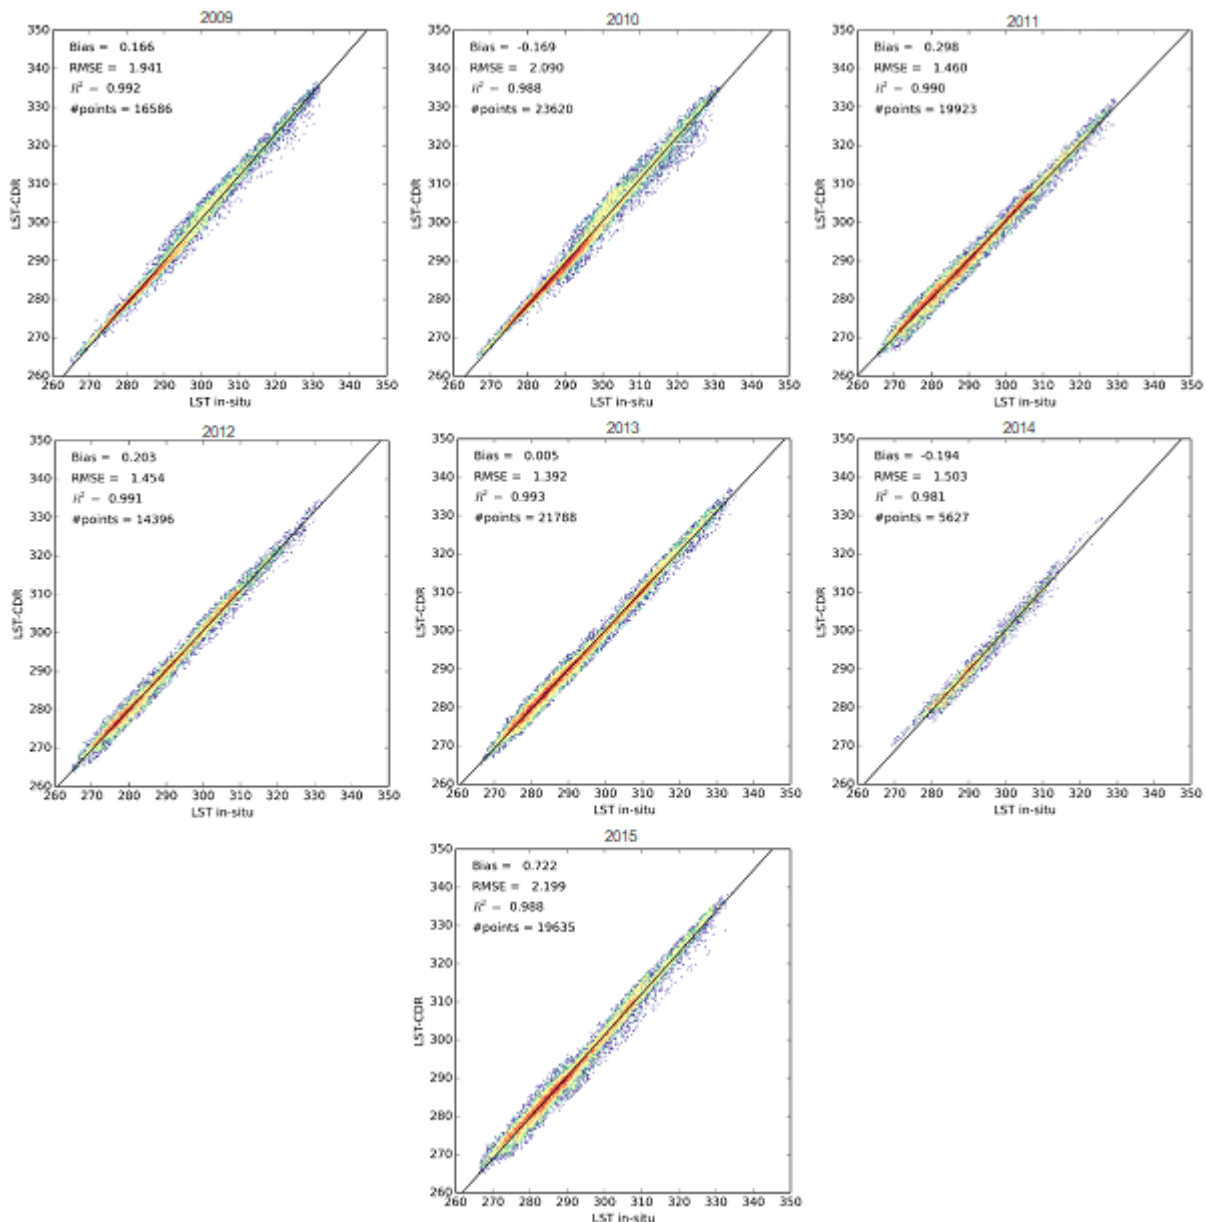 2009
Bias = 0.166
RMSE = 1.941
R² = 0.992
#points = 16586
350
340
330
320
310
300
290
280
270
260
LST-CDR
260 270 280 290 300 310 320 330 340 350
LST in-situ
2010
Bias = -0.169
RMSE = 2.090
R² = 0.988
#points = 23620
350
340
330
320
310
300
290
280
270
260
LST-CDR
260 270 280 290 300 310 320 330 340 350
LST in-situ
2011
Bias = 0.298
RMSE = 1.460
R² = 0.990
#points = 19923
350
340
330
320
310
300
290
280
270
260
LST-CDR
260 270 280 290 300 310 320 330 340 350
LST in-situ
2012
Bias = 0.203
RMSE = 1.454
R² = 0.991
#points = 14396
350
340
330
320
310
300
290
280
270
260
LST-CDR
260 270 280 290 300 310 320 330 340 350
LST in-situ
2013
Bias = 0.005
RMSE = 1.392
R² = 0.993
#points = 21788
350
340
330
320
310
300
290
280
270
260
LST-CDR
260 270 280 290 300 310 320 330 340 350
LST in-situ
2014
Bias = -0.194
RMSE = 1.503
R² = 0.981
#points = 5627
350
340
330
320
310
300
290
280
270
260
LST-CDR
260 270 280 290 300 310 320 330 340 350
LST in-situ
2015
Bias = 0.722
RMSE = 2.199
R² = 0.988
#points = 19635
350
340
330
320
310
300
290
280
270
260
LST-CDR
260 270 280 290 300 310 320 330 340 350
LST in-situ